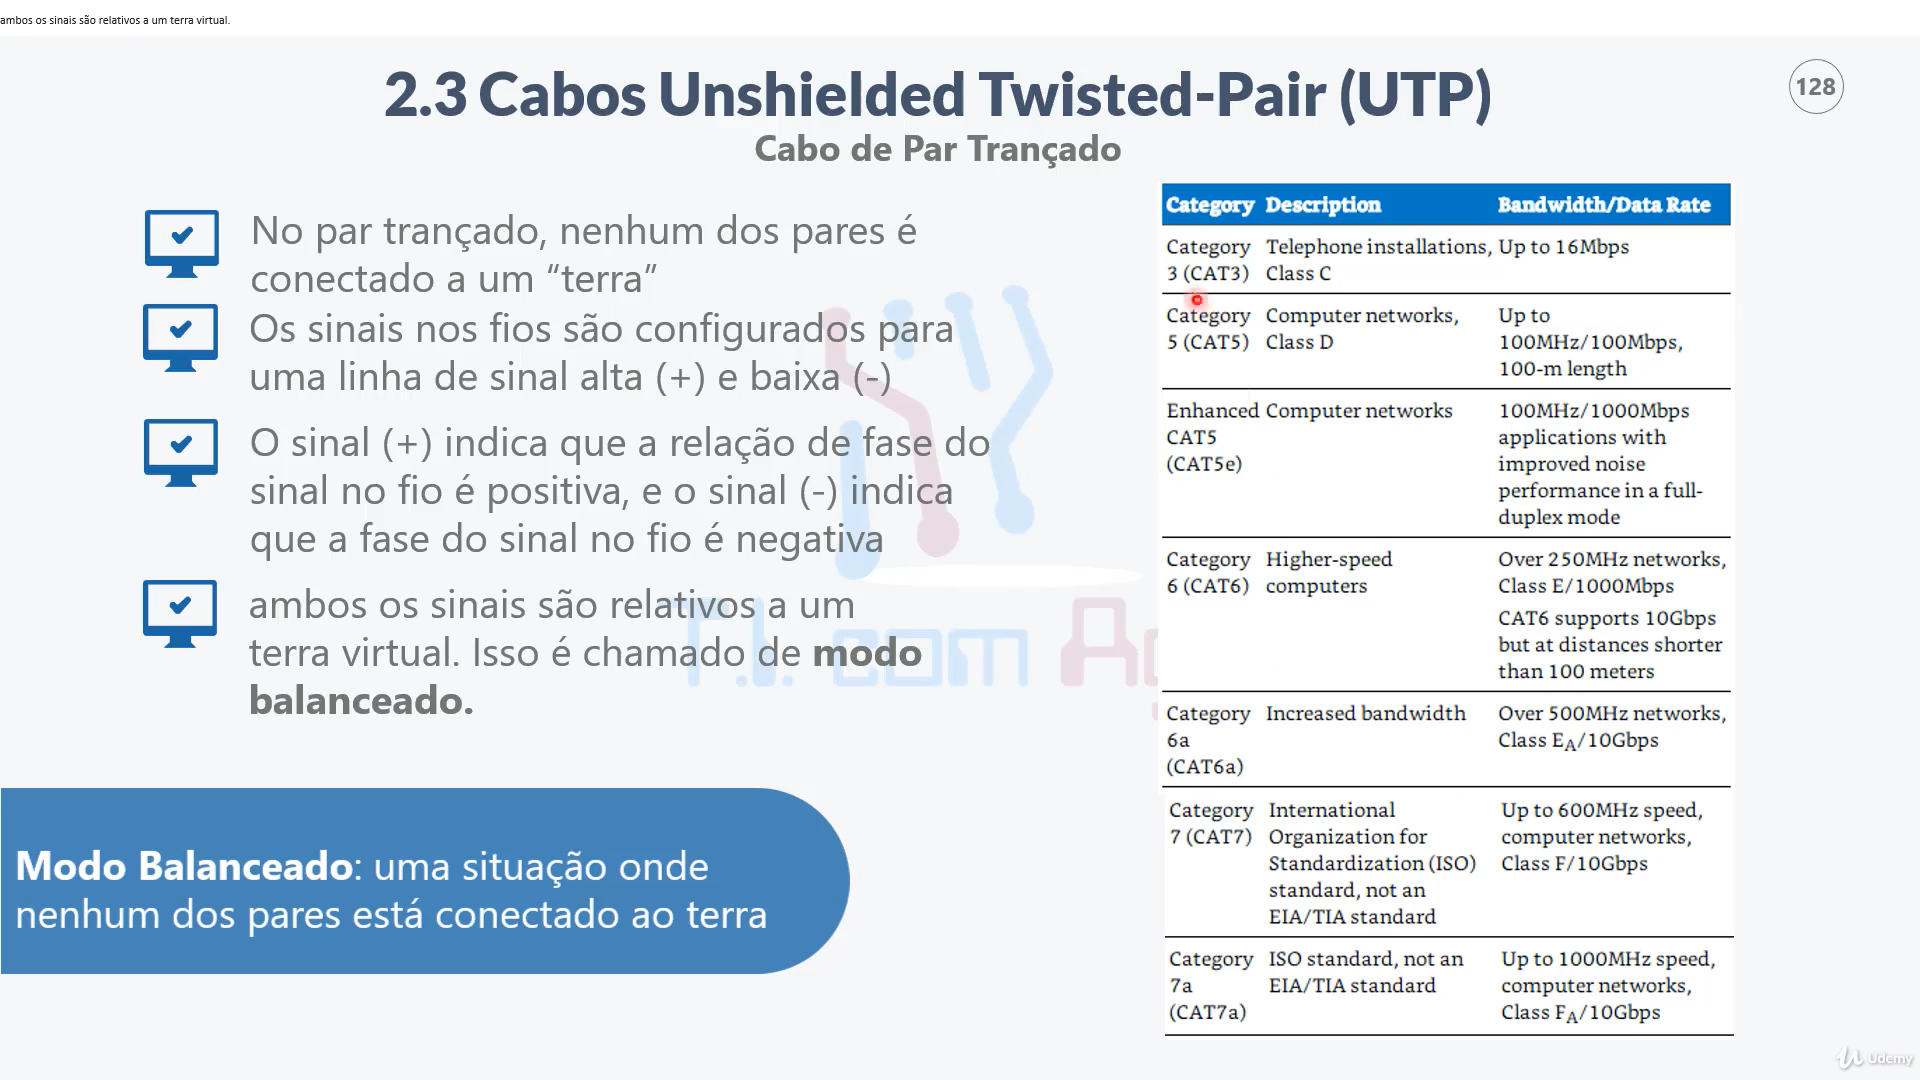 ambos os sinais são relativos a um terra virtual.
2.3 Cabos Unshielded Twisted-Pair (UTP)
128
Cabo de Par Trançado
No par trançado, nenhum dos pares é
conectado a um “terra”
Os sinais nos fios são configurados para
uma linha de sinal alta (+) e baixa (-)
O sinal (+) indica que a relação de fase do
sinal no fio é positiva, e o sinal (-) indica
que a fase do sinal no fio é negativa
ambos os sinais são relativos a um
terra virtual. Isso é chamado de modo
balanceado.
Modo Balanceado: uma situação onde
nenhum dos pares está conectado ao terra
Category Description Bandwidth/Data Rate
Category Telephone installations, Up to 16Mbps
3 (CAT3) Class C
Category Computer networks, Up to
5 (CAT5) Class D 100MHz/100Mbps,
100-m length
Enhanced Computer networks 100MHz/1000Mbps
CAT5 applications with
(CAT5e) improved noise
performance in a full-
duplex mode
Category Higher-speed Over 250MHz networks,
6 (CAT6) computers Class E/1000Mbps
CAT6 supports 10Gbps
but at distances shorter
than 100 meters
Category Increased bandwidth Over 500MHz networks,
6a Class EA/10Gbps
(CAT6a)
Category International Up to 600MHz speed,
7 (CAT7) Organization for computer networks,
Standardization (ISO) Class F/10Gbps
standard, not an
EIA/TIA standard
Category ISO standard, not an Up to 1000MHz speed,
7a EIA/TIA standard computer networks,
(CAT7a) Class FA/10Gbps
T.I. com
Udemy